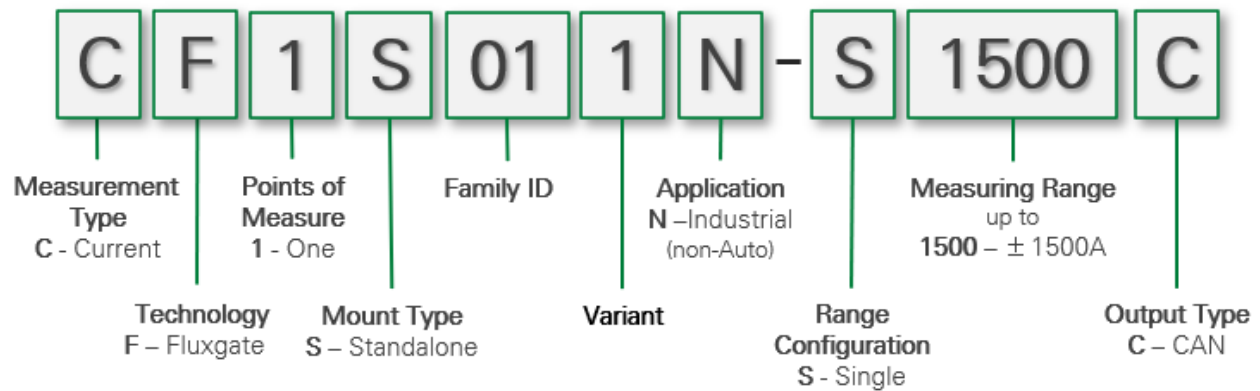 C F 1 S 01 1 N - S 1500 C
Measurement
Type
C - Current
Points of
Measure
1 - One
Family ID
Application
N –Industrial
(non-Auto)
Measuring Range
up to
1500 – ± 1500A
Technology
F – Fluxgate
Mount Type
S – Standalone
Variant
Range
Configuration
S - Single
Output Type
C – CAN